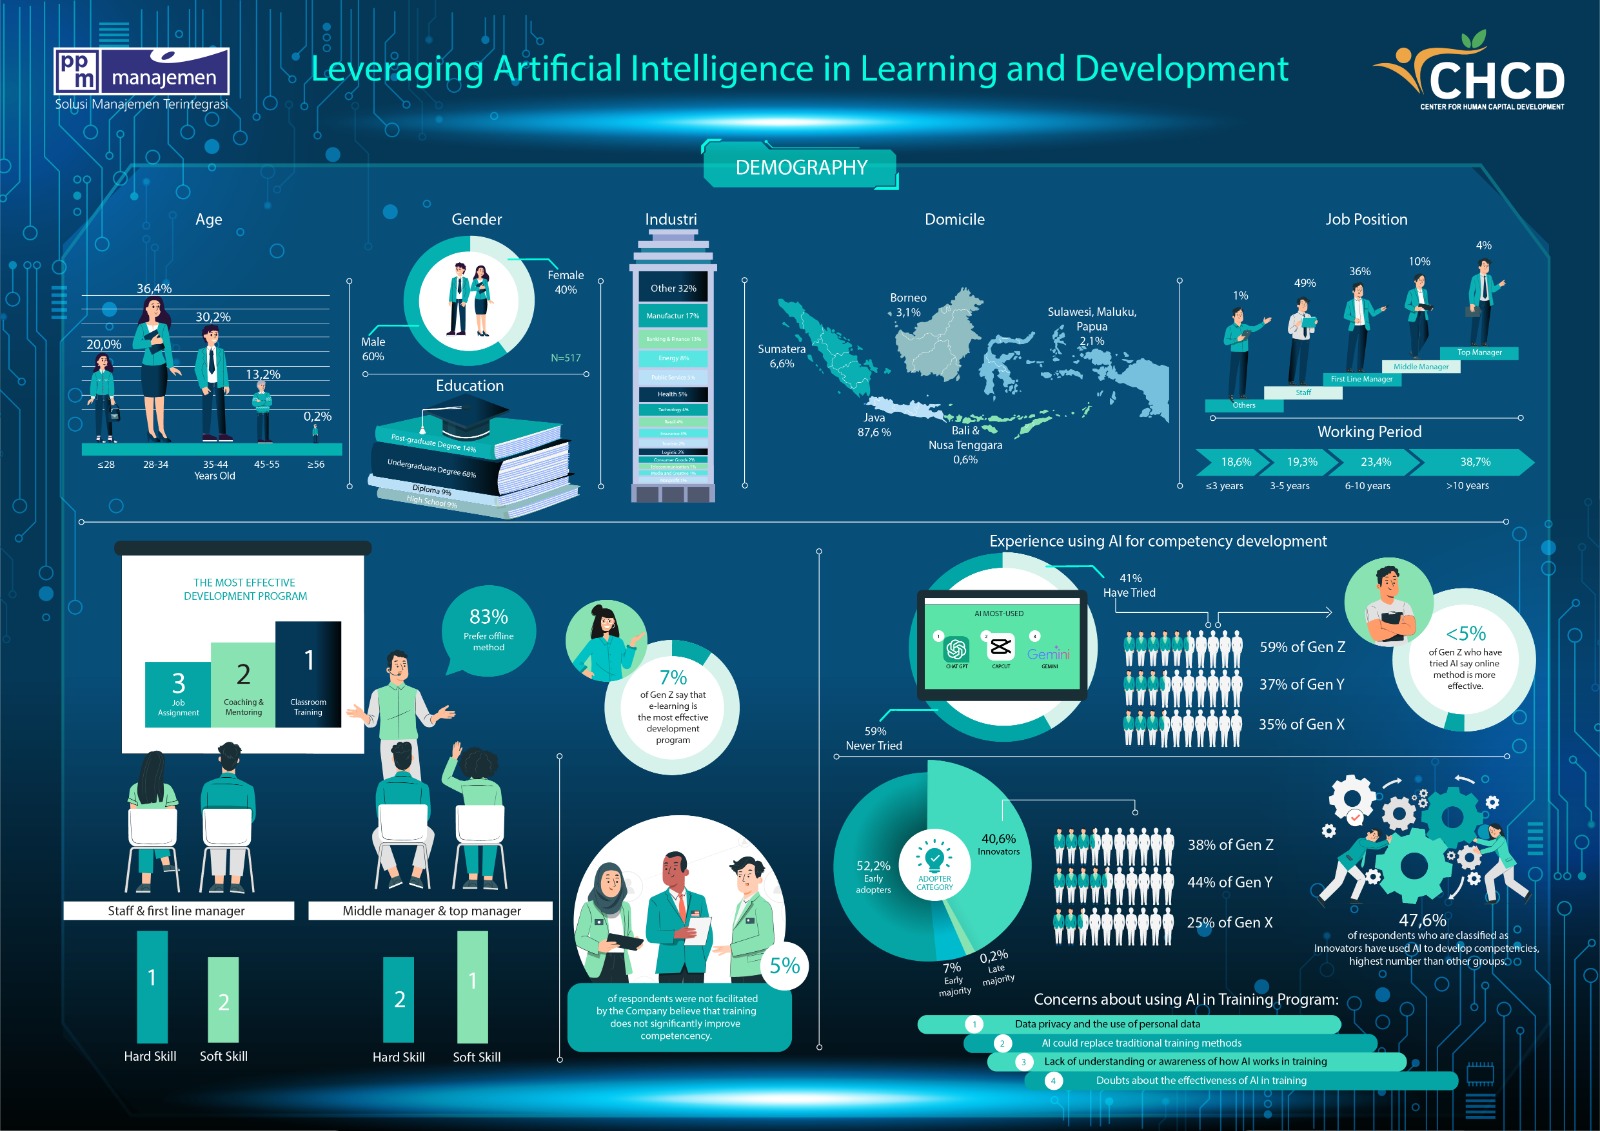 ppm manajemen
Solusi Manajemen Terintegrasi
Leveraging Artificial Intelligence in Learning and Development
CHCD
CENTER FOR HUMAN CAPITAL DEVELOPMENT
DEMOGRAPHY
Age
36,4%
30,2%
20,0%
13,2%
0,2%
≤28
28-34
35-44
45-55
≥56
Years Old
Gender
Female
40%
Male
60%
N=517
Education
Post-graduate Degree 14%
Undergraduate Degree 68%
Diploma 9%
High School 9%
Industri
Other 32%
Manufactur 17%
Banking & Finance 13%
Energy 8%
Health 5%
Domicile
Borneo
3,1%
Sulawesi, Maluku,
Papua
2,1%
Sumatera
6,6%
Java
87,6 %
Bali &
Nusa Tenggara
0,6%
Job Position
4%
10%
36%
49%
1%
Top Manager
Middle Manager
First Line Manager
Staff
Others
Working Period
18,6%
19,3%
23,4%
38,7%
≤3 years
3-5 years
6-10 years
>10 years
THE MOST EFFECTIVE
DEVELOPMENT PROGRAM
3
Job
Assignment
2
Coaching &
Mentoring
1
Classroom
Training
83%
Prefer offline
method
7%
of Gen Z say that
e-learning is
the most effective
development
program
Staff & first line manager
1
2
Hard Skill
Soft Skill
Middle manager & top manager
2
1
Hard Skill
Soft Skill
5%
of respondents were not facilitated
by the Company believe that training
does not significantly improve
competencency.
Experience using AI for competency development
41%
Have Tried
AI MOST-USED
1
CHAT GPT
CAPCUT
Gemini
GEMINI
59%
Never Tried
59% of Gen Z
37% of Gen Y
35% of Gen X
<5%
of Gen Z who have
tried AI say online
method is more
effective.
40,6%
Innovators
52,2%
Early
adopters
ADOPTER
CATEGORY
7%
Early
majority
0,2%
Late
majority
38% of Gen Z
44% of Gen Y
25% of Gen X
47,6%
of respondents who are classified as
Innovators have used AI to develop competencies,
highest number than other groups.
Concerns about using AI in Training Program:
1 Data privacy and the use of personal data
2 AI could replace traditional training methods
3 Lack of understanding or awareness of how AI works in training
4 Doubts about the effectiveness of AI in training